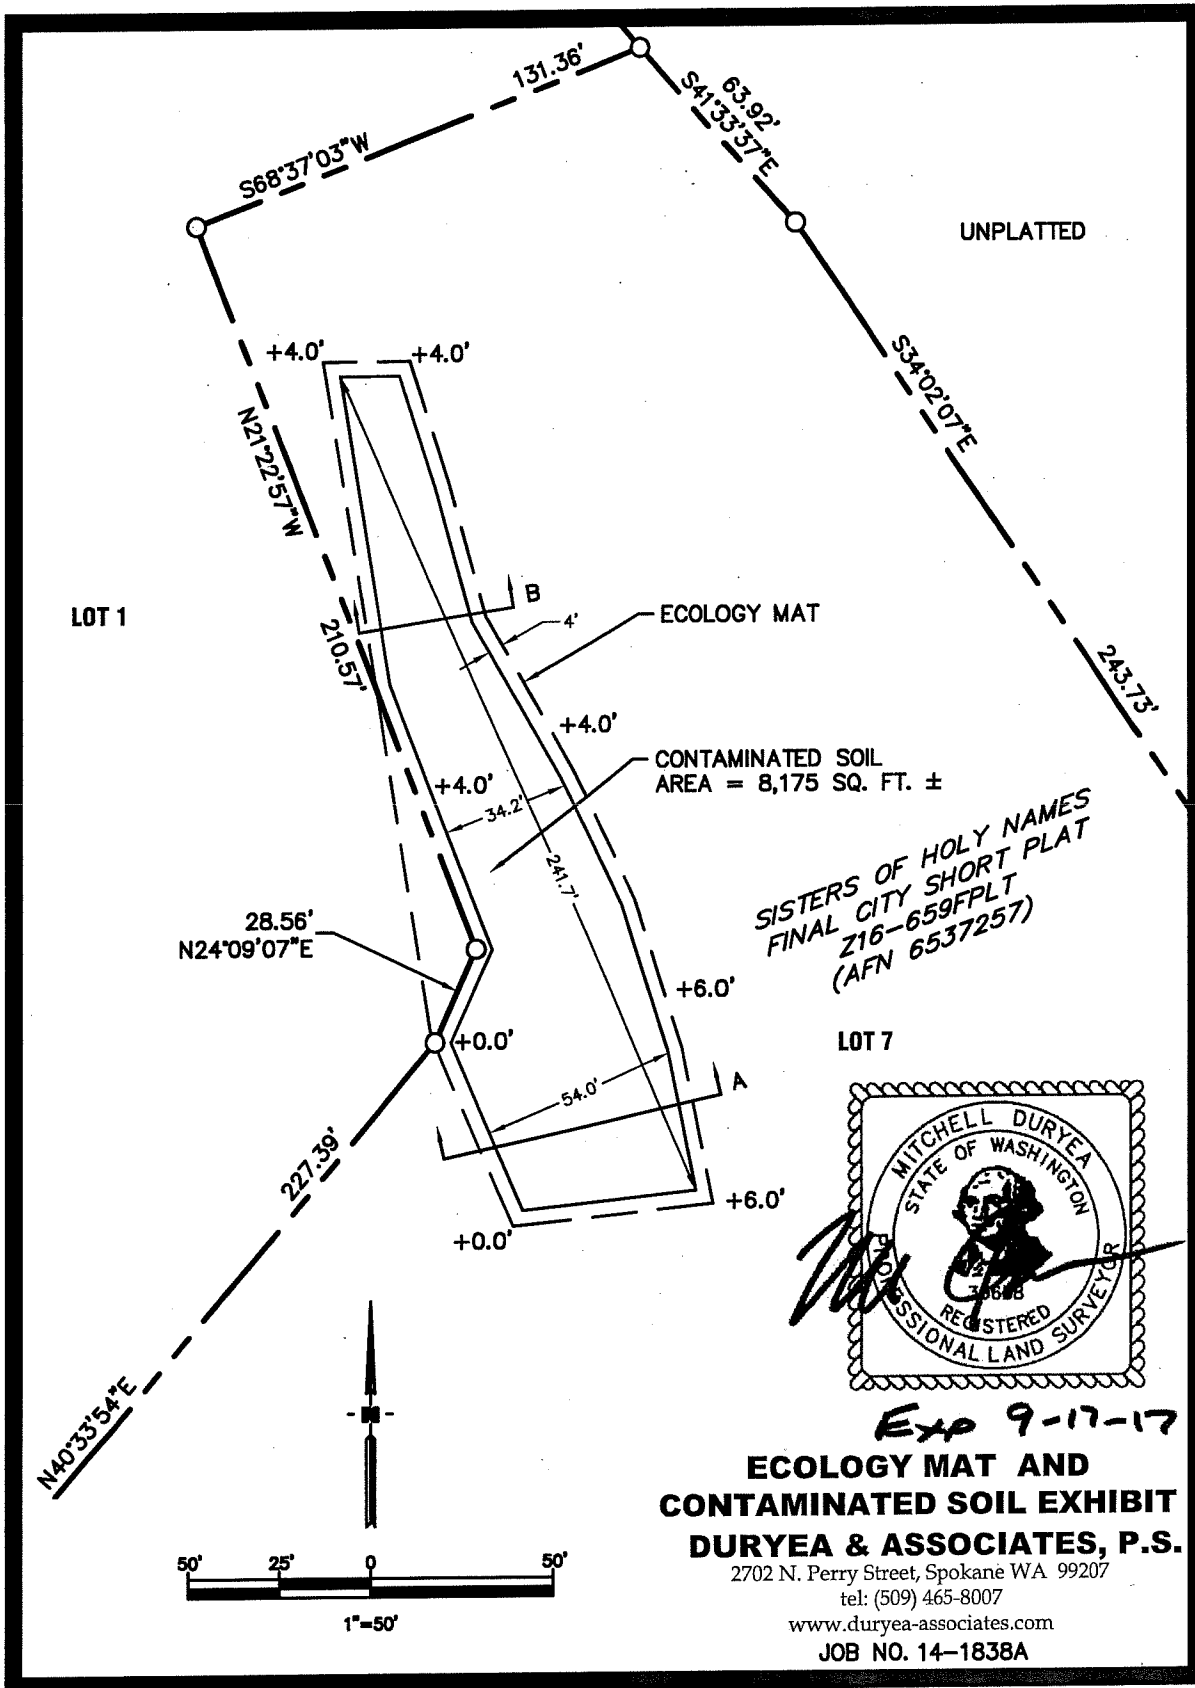 131.36'
S68°37'03"W
63.92'
S41°33'37"E
UNPLATTED
+4.0'
+4.0'
S34°02'07"E
N21°22'57"W
210.57'
LOT 1
B
4'
ECOLOGY MAT
243.73'
+4.0'
CONTAMINATED SOIL
AREA = 8,175 SQ. FT. ±
+4.0'
34.2'
241.7'
SISTERS OF HOLY NAMES
FINAL CITY SHORT PLAT
Z16-659FPLT
(AFN 6537257)
28.56'
N24°09'07"E
+6.0'
+0.0'
LOT 7
A
54.0'
227.39'
+6.0'
+0.0'
N40°33'54"E
MITCHELL DURYEA
STATE OF WASHINGTON
REGISTERED
PROFESSIONAL LAND SURVEYOR
Exp 9-17-17
N
ECOLOGY MAT AND
CONTAMINATED SOIL EXHIBIT
DURYEA & ASSOCIATES, P.S.
2702 N. Perry Street, Spokane WA 99207
tel: (509) 465-8007
www.duryea-associates.com
JOB NO. 14-1838A
50' 25' 0 50'
1"=50'